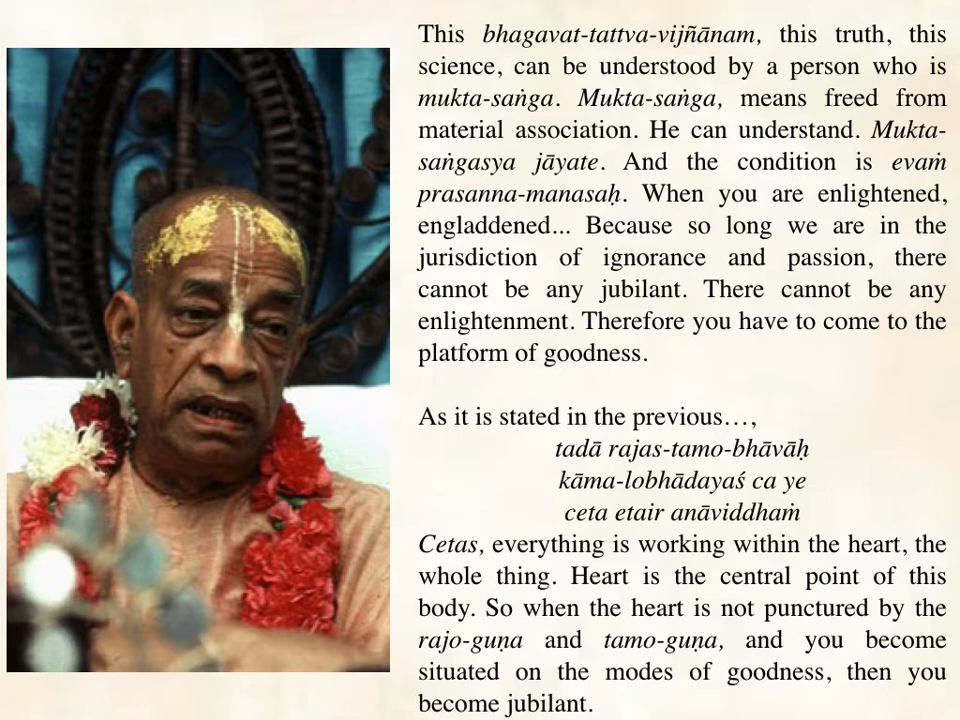 This bhagavat-tattva-vijñānam, this truth, this
science, can be understood by a person who is
mukta-saṅga. Mukta-saṅga, means freed from
material association. He can understand. Mukta-
saṅgasya jāyate. And the condition is evaṁ
prasanna-manasaḥ. When you are enlightened,
engladdened... Because so long we are in the
jurisdiction of ignorance and passion, there
cannot be any jubilant. There cannot be any
enlightenment. Therefore you have to come to the
platform of goodness.
As it is stated in the previous…,
tadā rajas-tamo-bhāvāḥ
kāma-lobhādayaś ca ye
ceta etair anāviddhaṁ
Cetas, everything is working within the heart, the
whole thing. Heart is the central point of this
body. So when the heart is not punctured by the
rajo-guṇa and tamo-guṇa, and you become
situated on the modes of goodness, then you
become jubilant.